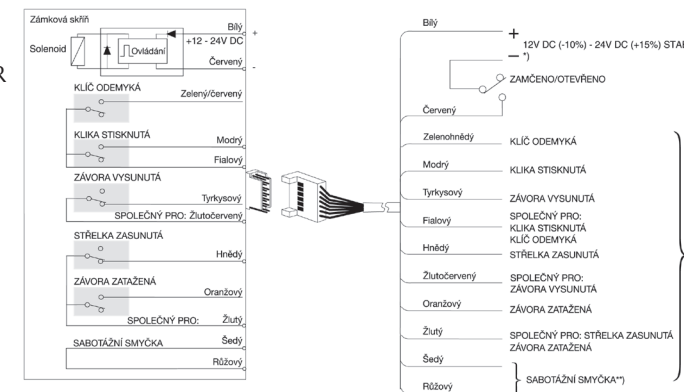 Zámková skříň
Solenoid
Ovládání
Bílý
+
+12 - 24V DC
Červený
-
R
KLÍČ ODEMYKÁ
Zelený/červený
KLIKA STISKNUTÁ
Modrý
Fialový
ZÁVORA VYSUNUTÁ
Tyrkysový
SPOLEČNÝ PRO: Žlutočervený
STŘELKA ZASUNUTÁ
Hnědý
ZÁVORA ZATAŽENÁ
Oranžový
SPOLEČNÝ PRO: Žlutý
SABOTÁŽNÍ SMYČKA
Šedý
Růžový
Bílý
+
12V DC (-10%) - 24V DC (+15%) STAB
— *)
ZAMČENO/OTEVŘENO
Červený
Zelenohnědý KLÍČ ODEMYKÁ
Modrý KLIKA STISKNUTÁ
Tyrkysový ZÁVORA VYSUNUTÁ
Fialový SPOLEČNÝ PRO:
KLIKA STISKNUTÁ
KLÍČ ODEMYKÁ
Hnědý STŘELKA ZASUNUTÁ
Žlutočervený SPOLEČNÝ PRO:
ZÁVORA VYSUNUTÁ
Oranžový ZÁVORA ZATAŽENÁ
Žlutý SPOLEČNÝ PRO: STŘELKA ZASUNUTÁ
ZÁVORA ZATAŽENÁ
Šedý
SABOTÁŽNÍ SMYČKA**)
Růžový